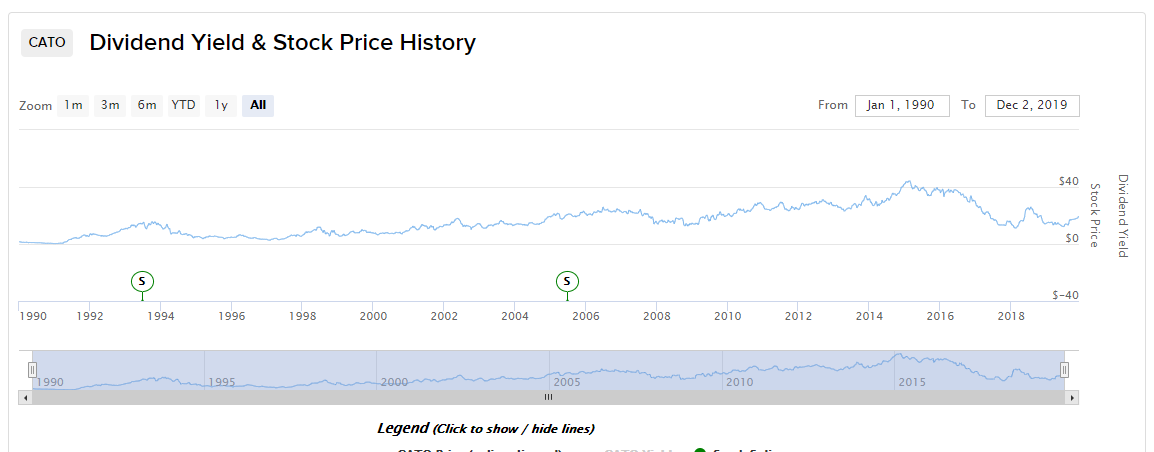 CATO Dividend Yield & Stock Price History
Zoom 1m 3m 6m YTD 1y All From Jan 1, 1990 To Dec 2, 2019
$40
$0
$-40
Stock Price
Dividend Yield
S S
1990 1992 1994 1996 1998 2000 2002 2004 2006 2008 2010 2012 2014 2016 2018
1990 1995 2000 2005 2010 2015
Legend (Click to show / hide lines)